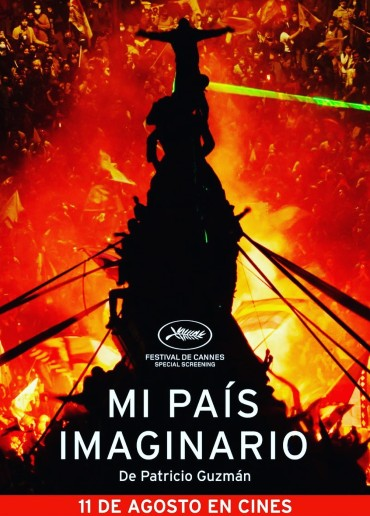 FESTIVAL DE CANNES
SPECIAL SCREENING
MI PAÍS
IMAGINARIO
De Patricio Guzmán
11 DE AGOSTO EN CINES